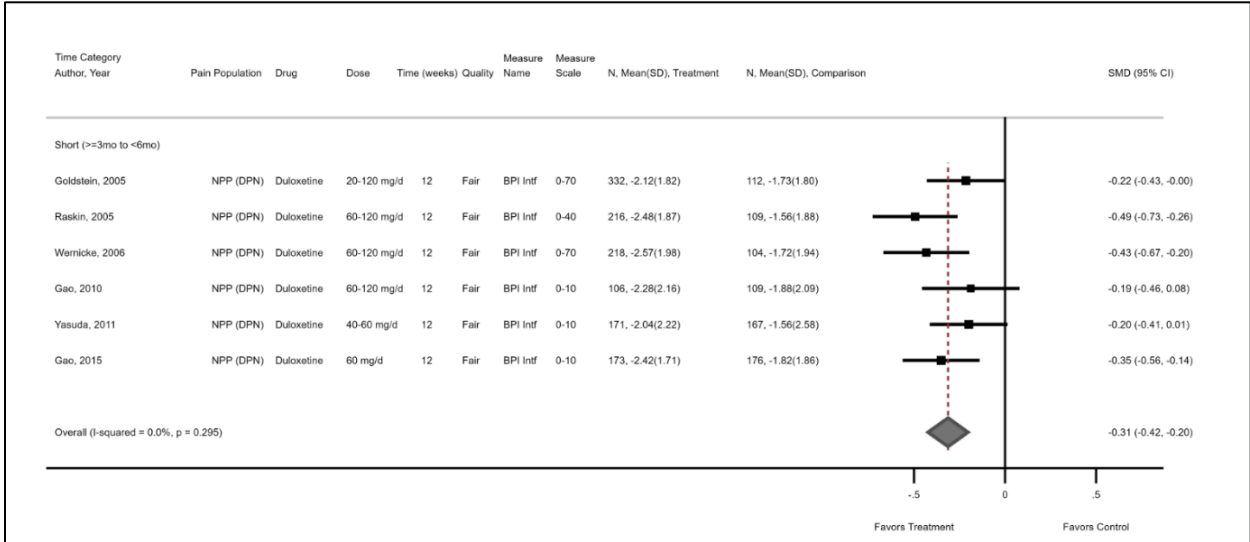 Measure Measure
Time Category
Author, Year Pain Population Drug Dose Time (weeks) Quality Name Scale N, Mean(SD), Treatment N, Mean(SD), Comparison SMD (95% CI)
Short (>=3mo to <6mo)
Goldstein, 2005 NPP (DPN) Duloxetine 20-120 mg/d 12 Fair BPI Intf 0-70 332, -2.12(1.82) 112, -1.73(1.80) -0.22 (-0.43, -0.00)
Raskin, 2005 NPP (DPN) Duloxetine 60-120 mg/d 12 Fair BPI Intf 0-40 216, -2.48(1.87) 109, -1.56(1.88) -0.49 (-0.73, -0.26)
Wernicke, 2006 NPP (DPN) Duloxetine 60-120 mg/d 12 Fair BPI Intf 0-70 218, -2.57(1.98) 104, -1.72(1.94) -0.43 (-0.67, -0.20)
Gao, 2010 NPP (DPN) Duloxetine 60-120 mg/d 12 Fair BPI Intf 0-10 106, -2.28(2.16) 109, -1.88(2.09) -0.19 (-0.46, 0.08)
Yasuda, 2011 NPP (DPN) Duloxetine 40-60 mg/d 12 Fair BPI Intf 0-10 171, -2.04(2.22) 167, -1.56(2.58) -0.20 (-0.41, 0.01)
Gao, 2015 NPP (DPN) Duloxetine 60 mg/d 12 Fair BPI Intf 0-10 173, -2.42(1.71) 176, -1.82(1.86) -0.35 (-0.56, -0.14)
Overall (I-squared = 0.0%, p = 0.295) -0.31 (-0.42, -0.20)
-.5 0 .5
Favors Treatment Favors Control